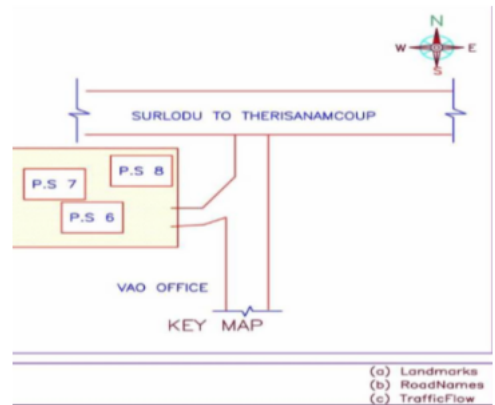 N
W E
S
SURLODU TO THERISANAMCOUP
P.S 8
P.S 7
P.S 6
VAO OFFICE
KEY MAP
(a) Landmarks
(b) RoadNames
(c) TrafficFlow